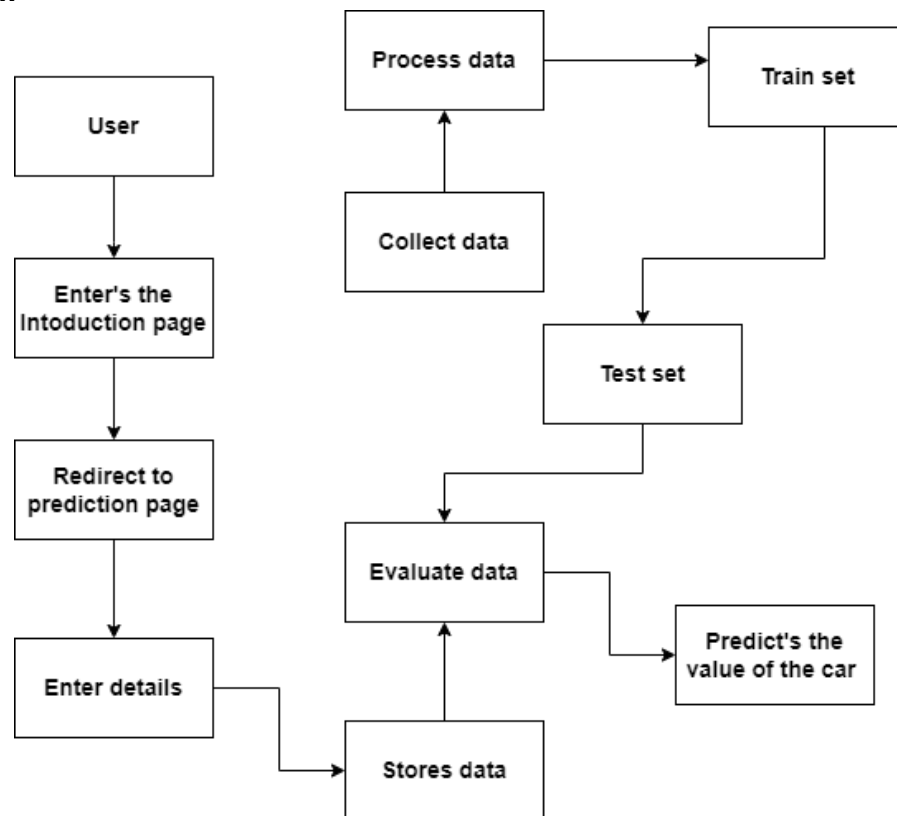 Process data
Train set
User
Collect data
Enter's the
Intoduction page
Test set
Redirect to
prediction page
Evaluate data
Predict's the
value of the car
Enter details
Stores data